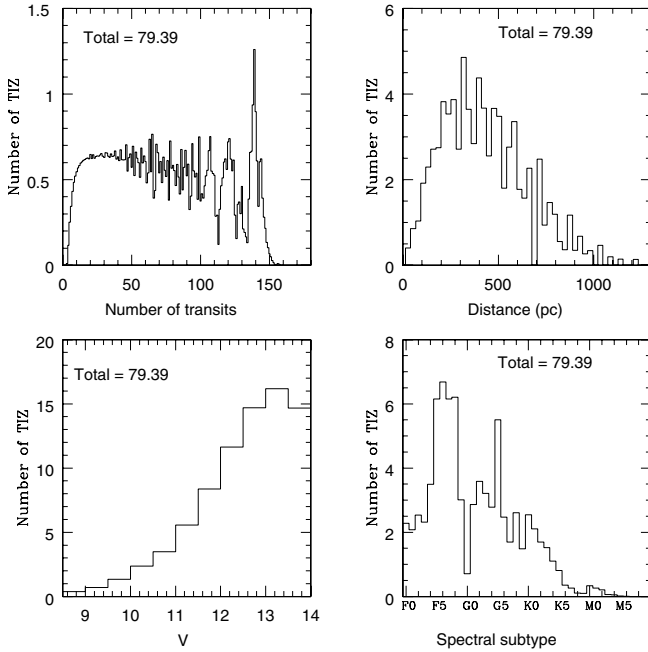 1.5
1
0.5
0
Total = 79.39
Number of TIZ
0 50 100 150
Number of transits
6
4
2
0
Total = 79.39
Number of TIZ
0 500 1000
Distance (pc)
20
15
10
5
0
Total = 79.39
Number of TIZ
9 10 11 12 13 14
V
8
6
4
2
0
Total = 79.39
Number of TIZ
F0 F5 G0 G5 K0 K5 M0 M5
Spectral subtype